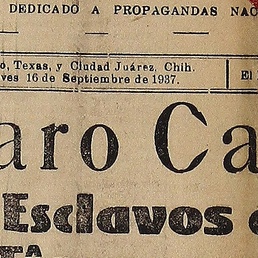 DEDICADO A PROPAGANDAS NAC
o, Texas, y Ciudad Juárez, Chih.
ves 16 de Septiembre de 1937.
El
aro Ca
Esclavos